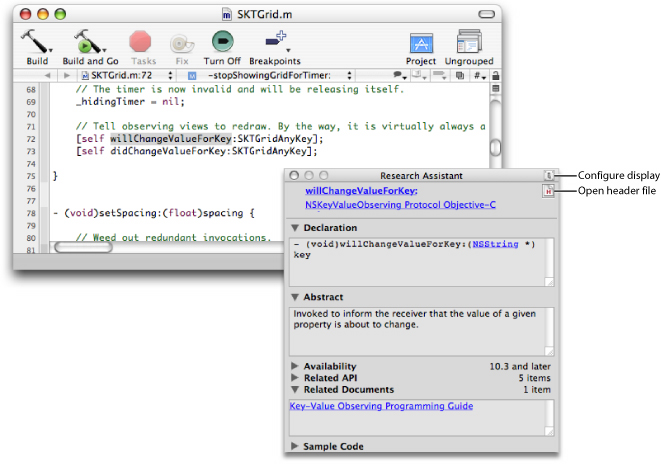 SKTGrid.m
Build Build and Go Tasks Fix Turn Off Breakpoints Project Ungrouped
SKTGrid.m:72 -stopShowingGridForTimer: #
68 // The timer is now invalid and will be releasing itself.
69 _hidingTimer = nil;
70
71 // Tell observing views to redraw. By the way, it is virtually always a
72 [self willChangeValueForKey:SKTGridAnyKey];
73 [self didChangeValueForKey:SKTGridAnyKey];
74
75 }
76
77
78 - (void)setSpacing:(float)spacing {
79
80 // Weed out redundant invocations.
81
Research Assistant
Configure display
willChangeValueForKey:
Open header file
NSKeyValueObserving Protocol Objective-C
Declaration
- (void)willChangeValueForKey:(NSString *)
key
Abstract
Invoked to inform the receiver that the value of a given
property is about to change.
Availability 10.3 and later
Related API 5 items
Related Documents 1 item
Key-Value Observing Programming Guide
Sample Code